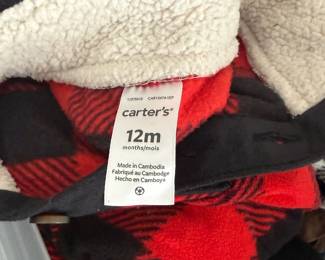 carter's®
12m
months/mois
Made in Cambodia
Fabriqué au Cambodge
Hecho en Camboya